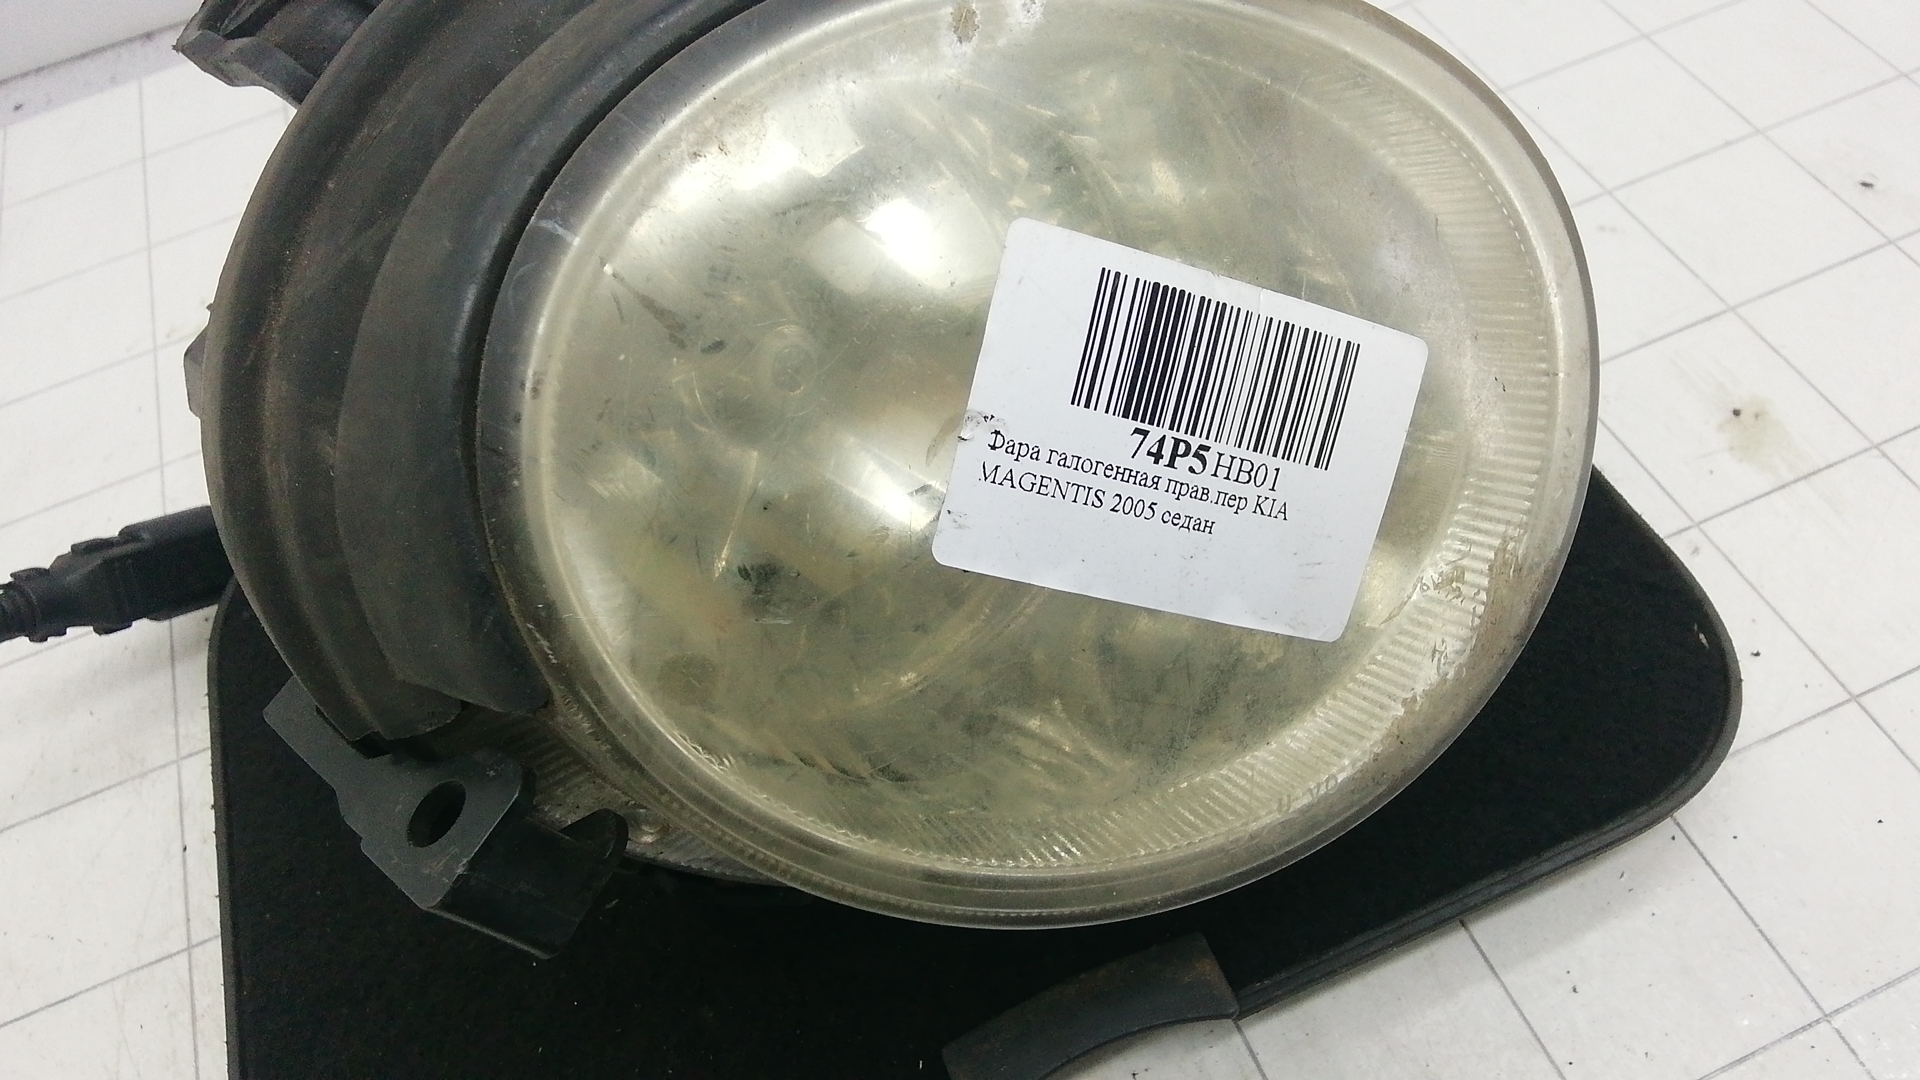 74P5HB01
Фара галогенная прав.пер KIA
MAGENTIS 2005 седан